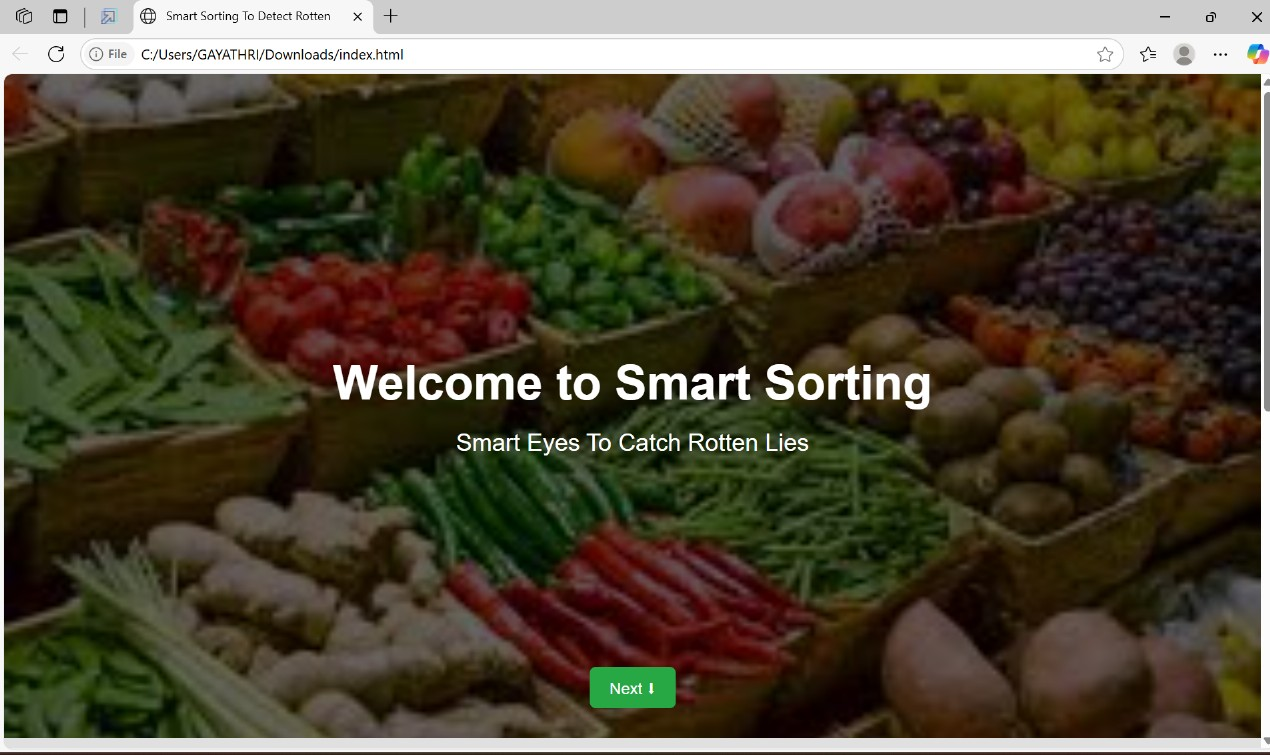 Smart Sorting To Detect Rotten
File C:/Users/GAYATHRI/Downloads/index.html
Welcome to Smart Sorting
Smart Eyes To Catch Rotten Lies
Next ⬇